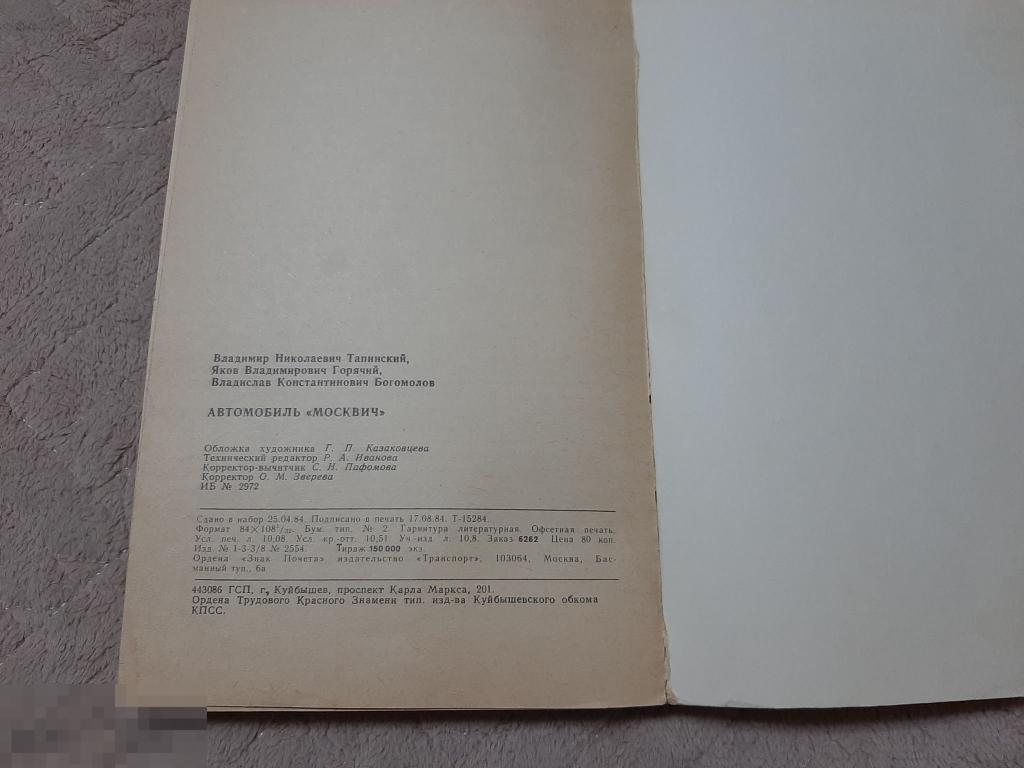 Владимир Николаевич Тапинский,
Яков Владимирович Горячий,
Владислав Константинович Богомолов
АВТОМОБИЛЬ «МОСКВИЧ»
Обложка художника Г. П. Казаковцева
Технический редактор Р. А. Иванова
Корректор-вычитчик С. Н. Пафомова
Корректор О. М. Зверева
ИБ № 2972
Сдано в набор 25.04.84. Подписано в печать 17.08.84. Т-15284.
Формат 84×108¹/₃₂. Бум. тип. № 2. Гарнитура литературная. Офсетная печать.
Усл. печ. л. 10,08. Усл. кр.-отт. 10,51. Уч.-изд. л. 10,8. Заказ 6262 Цена 80 коп.
Изд. № 1-3-3/8 № 2554. Тираж 150 000 экз.
Ордена «Знак Почета» издательство «Транспорт», 103064, Москва, Бас-
манный туп., 6а
443086 ГСП, г. Куйбышев, проспект Карла Маркса, 201.
Ордена Трудового Красного Знамени тип. изд-ва Куйбышевского обкома
КПСС.